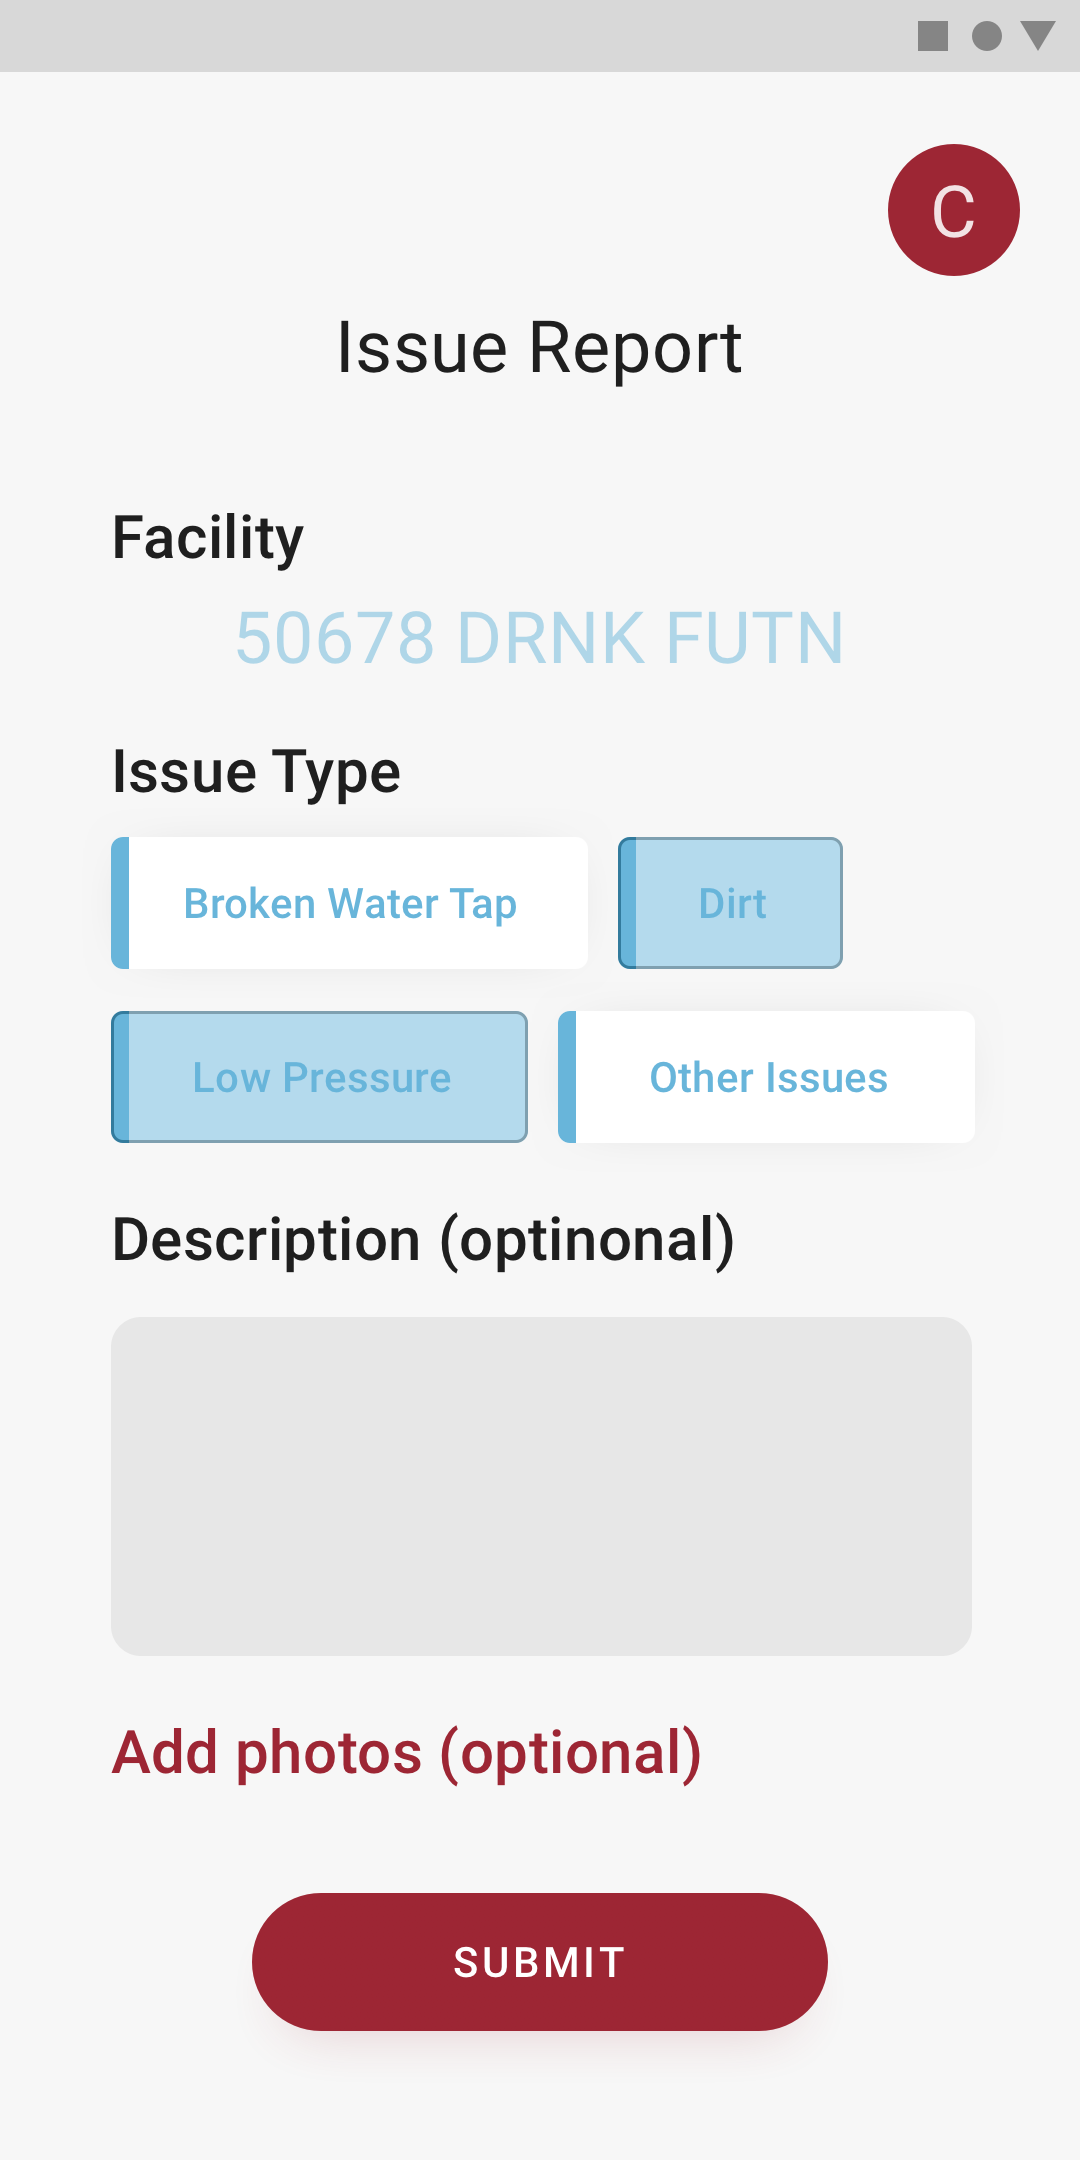 C
Issue Report
Facility
50678 DRNK FUTN
Issue Type
Broken Water Tap
Dirt
Low Pressure
Other Issues
Description (optinonal)
Add photos (optional)
SUBMIT